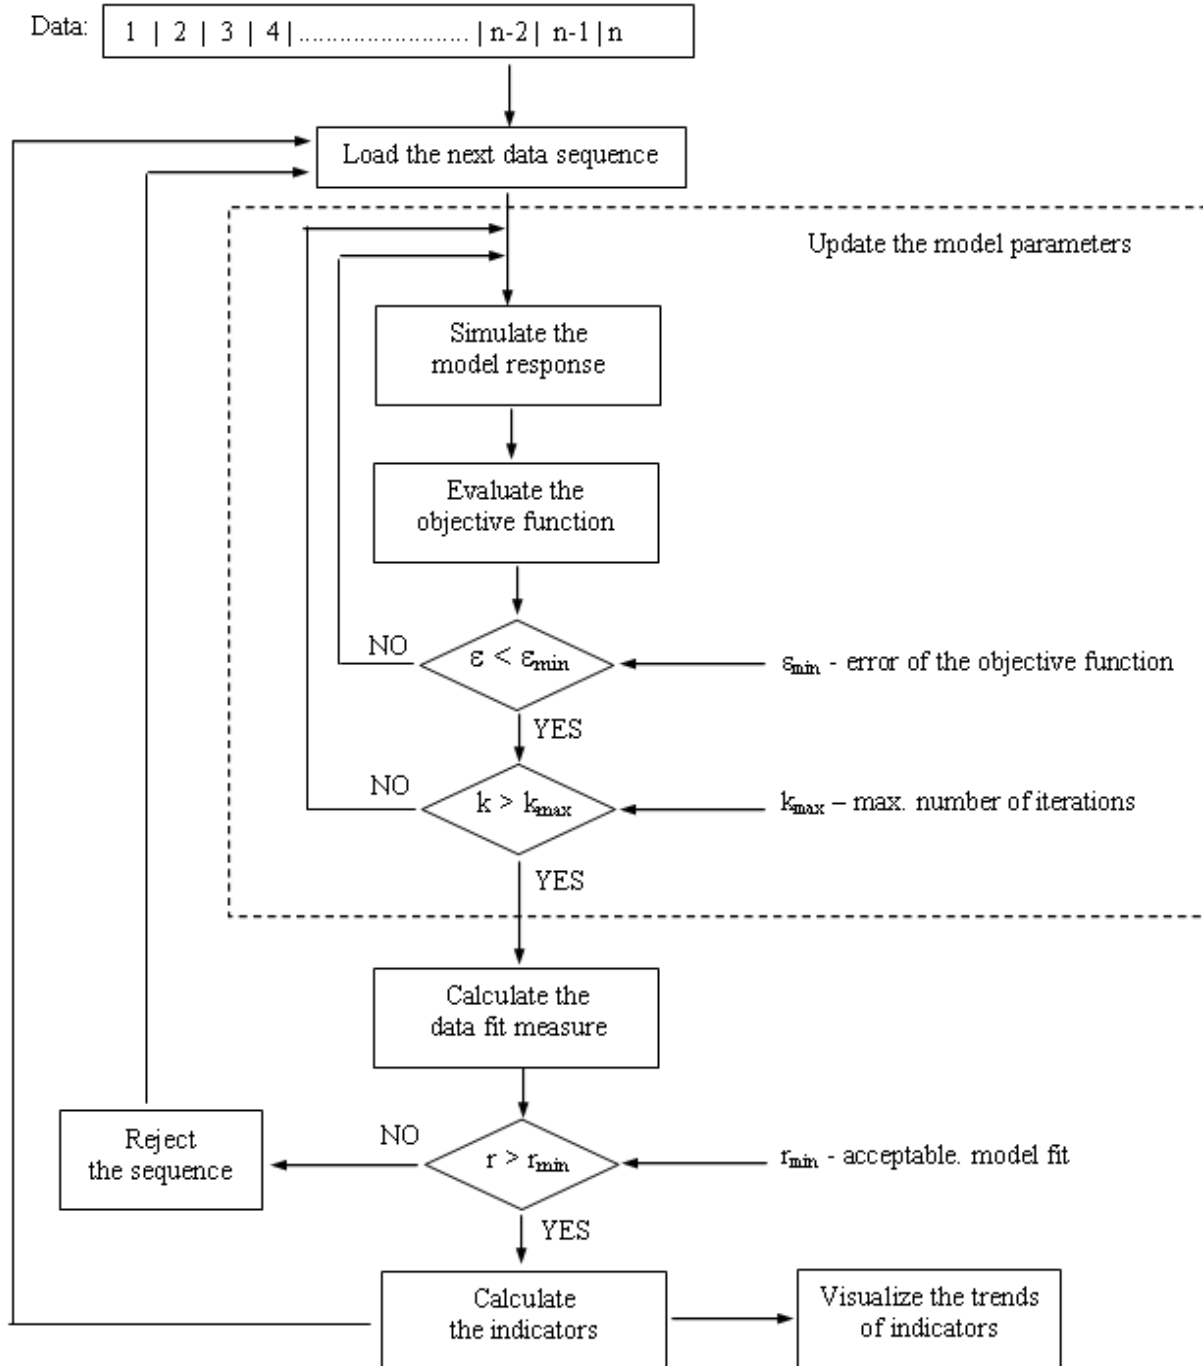 Data: 1 | 2 | 3 | 4 | .......................... | n-2 | n-1 | n
Load the next data sequence
Update the model parameters
Simulate the
model response
Evaluate the
objective function
NO
ε < εmin
εmin - error of the objective function
YES
NO
k > kmax
kmax – max. number of iterations
YES
Calculate the
data fit measure
Reject
the sequence
NO
r > rmin
rmin - acceptable. model fit
YES
Calculate
the indicators
Visualize the trends
of indicators